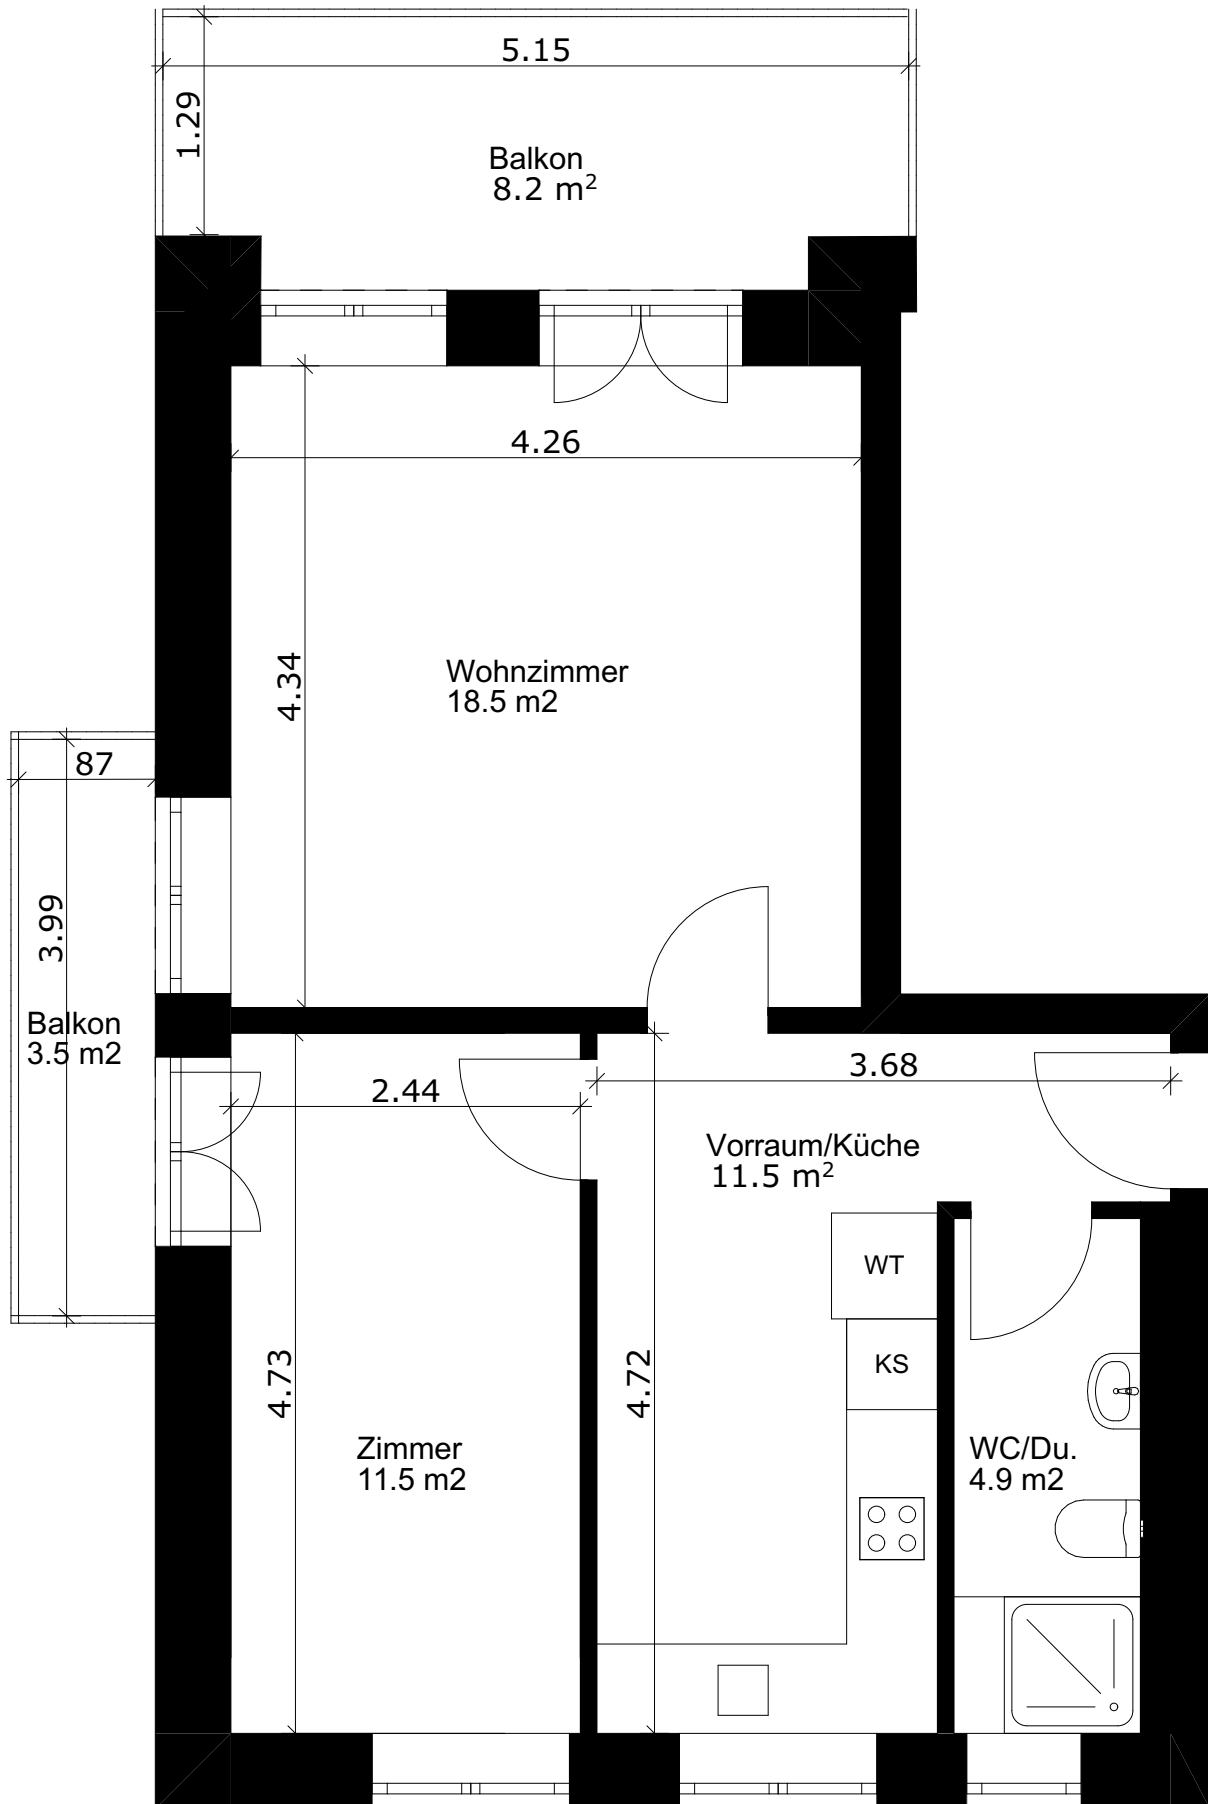 5.15
1.29
Balkon
8.2 m²
4.26
4.34
Wohnzimmer
18.5 m2
87
3.99
Balkon
3.5 m2
2.44
3.68
Vorraum/Küche
11.5 m²
WT
KS
4.73
4.72
Zimmer
11.5 m2
WC/Du.
4.9 m2